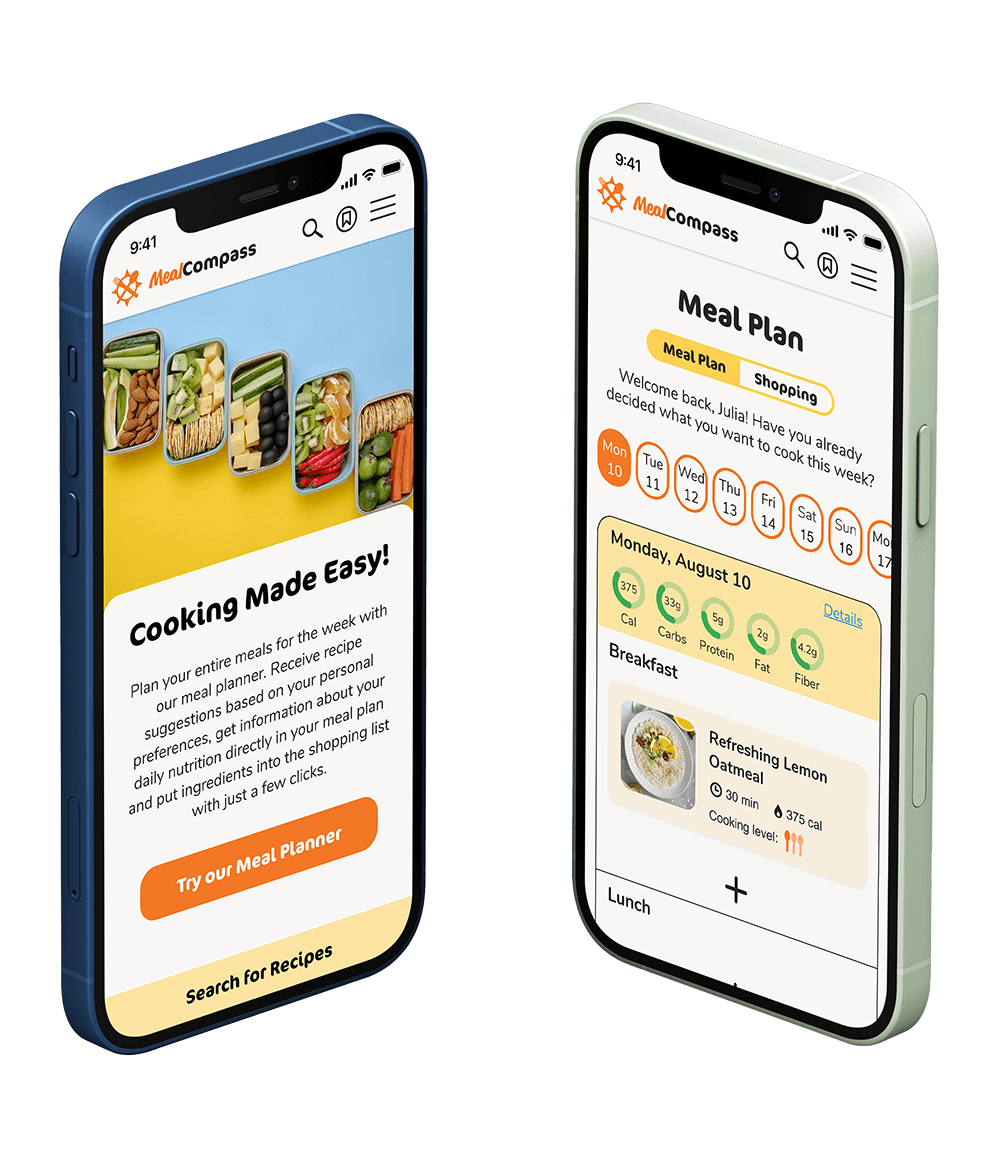 9:41
MealCompass
Cooking Made Easy!
Plan your entire meals for the week with
our meal planner. Receive recipe
suggestions based on your personal
preferences, get information about your
daily nutrition directly in your meal plan
and put ingredients into the shopping list
with just a few clicks.
Try our Meal Planner
Search for Recipes
9:41
MealCompass
Meal Plan
Meal Plan Shopping
Welcome back, Julia! Have you already
decided what you want to cook this week?
Mon Tue Wed Thu Fri Sat Sun Mo
10 11 12 13 14 15 16 17
Monday, August 10
Details
375 33g 5g 2g 4.2g
Cal Carbs Protein Fat Fiber
Breakfast
Refreshing Lemon
Oatmeal
30 min 375 cal
Cooking level:
Lunch